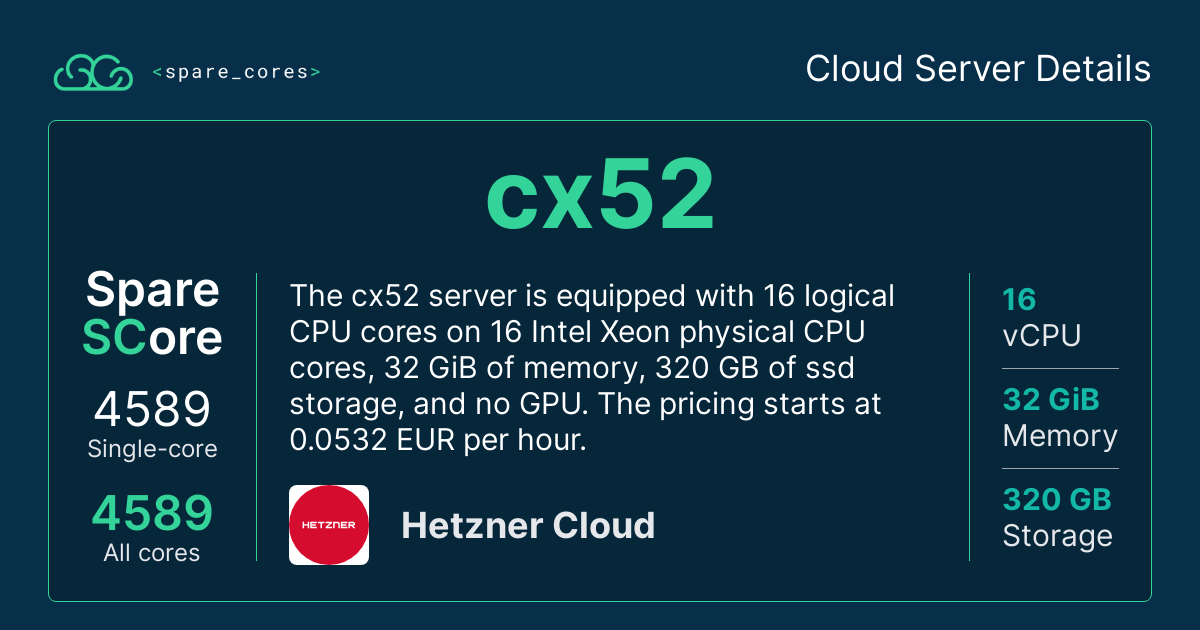 <spare_cores>
Cloud Server Details
cx52
Spare
SCore
4589
Single-core
4589
All cores
The cx52 server is equipped with 16 logical
CPU cores on 16 Intel Xeon physical CPU
cores, 32 GiB of memory, 320 GB of ssd
storage, and no GPU. The pricing starts at
0.0532 EUR per hour.
HETZNER
Hetzner Cloud
16
vCPU
32 GiB
Memory
320 GB
Storage